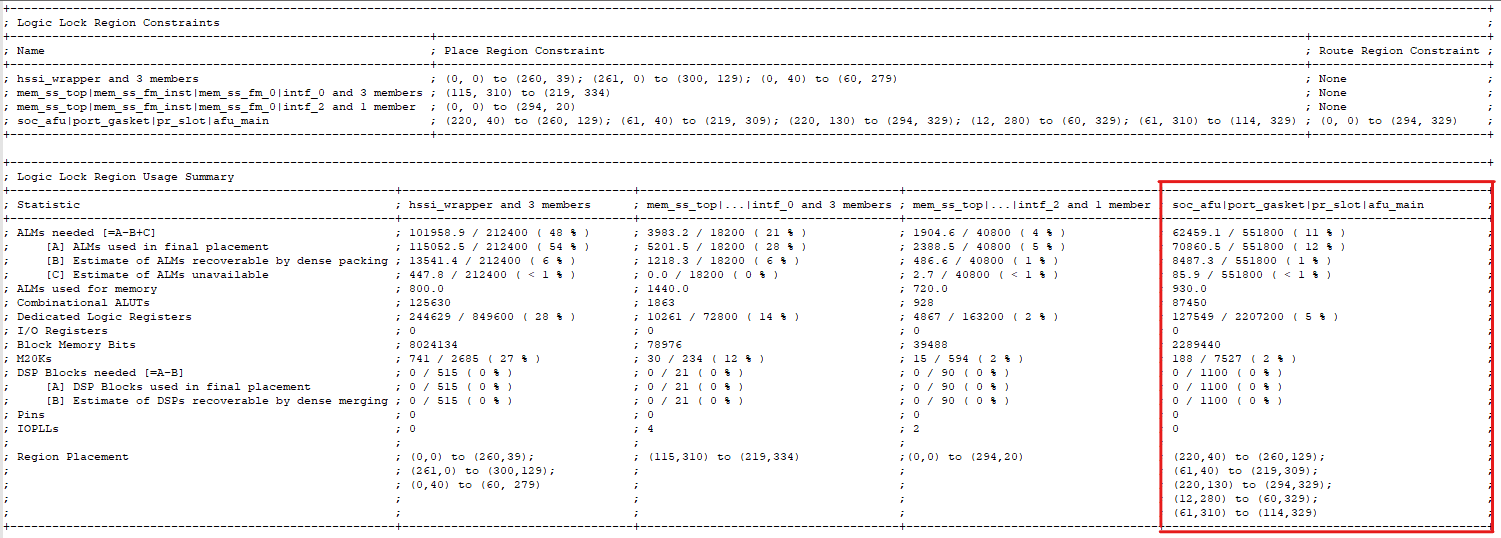 ; Logic Lock Region Constraints ;
; Name ; Place Region Constraint ; Route Region Constraint ;
; hssi_wrapper and 3 members ; (0, 0) to (260, 39); (261, 0) to (300, 129); (0, 40) to (60, 279) ; None ;
; mem_ss_top|mem_ss_fm_inst|mem_ss_fm_0|intf_0 and 3 members ; (115, 310) to (219, 334) ; None ;
; mem_ss_top|mem_ss_fm_inst|mem_ss_fm_0|intf_2 and 1 member ; (0, 0) to (294, 20) ; None ;
; soc_afu|port_gasket|pr_slot|afu_main ; (220, 40) to (260, 129); (61, 40) to (219, 309); (220, 130) to (294, 329); (12, 280) to (60, 329); (61, 310) to (114, 329) ; (0, 0) to (294, 329) ;
; Logic Lock Region Usage Summary
; Statistic ; hssi_wrapper and 3 members ; mem_ss_top|...|intf_0 and 3 members ; mem_ss_top|...|intf_2 and 1 member soc_afu|port_gasket|pr_slot|afu_main ;
; ALMs needed [=A-B+C] ; 101958.9 / 212400 ( 48 % ) ; 3983.2 / 18200 ( 21 % ) ; 1904.6 / 40800 ( 4 % ) 62459.1 / 551800 ( 11 % ) ;
; [A] ALMs used in final placement ; 115052.5 / 212400 ( 54 % ) ; 5201.5 / 18200 ( 28 % ) ; 2388.5 / 40800 ( 5 % ) 70860.5 / 551800 ( 12 % ) ;
; [B] Estimate of ALMs recoverable by dense packing ; 13541.4 / 212400 ( 6 % ) ; 1218.3 / 18200 ( 6 % ) ; 486.6 / 40800 ( 1 % ) 8487.3 / 551800 ( 1 % ) ;
; [C] Estimate of ALMs unavailable ; 447.8 / 212400 ( < 1 % ) ; 0.0 / 18200 ( 0 % ) ; 2.7 / 40800 ( < 1 % ) 85.9 / 551800 ( < 1 % ) ;
; ALMs used for memory ; 800.0 ; 1440.0 ; 720.0 930.0 ;
; Combinational ALUTs ; 125630 ; 1863 ; 928 87450 ;
; Dedicated Logic Registers ; 244629 / 849600 ( 28 % ) ; 10261 / 72800 ( 14 % ) ; 4867 / 163200 ( 2 % ) 127549 / 2207200 ( 5 % ) ;
; I/O Registers ; 0 ; 0 ; 0 0 ;
; Block Memory Bits ; 8024134 ; 78976 ; 39488 2289440 ;
; M20Ks ; 741 / 2685 ( 27 % ) ; 30 / 234 ( 12 % ) ; 15 / 594 ( 2 % ) 188 / 7527 ( 2 % ) ;
; DSP Blocks needed [=A-B] ; 0 / 515 ( 0 % ) ; 0 / 21 ( 0 % ) ; 0 / 90 ( 0 % ) 0 / 1100 ( 0 % ) ;
; [A] DSP Blocks used in final placement ; 0 / 515 ( 0 % ) ; 0 / 21 ( 0 % ) ; 0 / 90 ( 0 % ) 0 / 1100 ( 0 % ) ;
; [B] Estimate of DSPs recoverable by dense merging ; 0 / 515 ( 0 % ) ; 0 / 21 ( 0 % ) ; 0 / 90 ( 0 % ) 0 / 1100 ( 0 % ) ;
; Pins ; 0 ; 0 ; 0 0 ;
; IOPLLs ; 0 ; 4 ; 2 0 ;
; ; ; ; ;
; Region Placement ; (0,0) to (260,39); ; (115,310) to (219,334) ;(0,0) to (294,20) (220,40) to (260,129); ;
; ; (261,0) to (300,129); ; ; (61,40) to (219,309); ;
; ; (0,40) to (60, 279) ; ; (220,130) to (294,329); ;
; ; ; ; (12,280) to (60,329); ;
; ; ; ; (61,310) to (114,329) ;